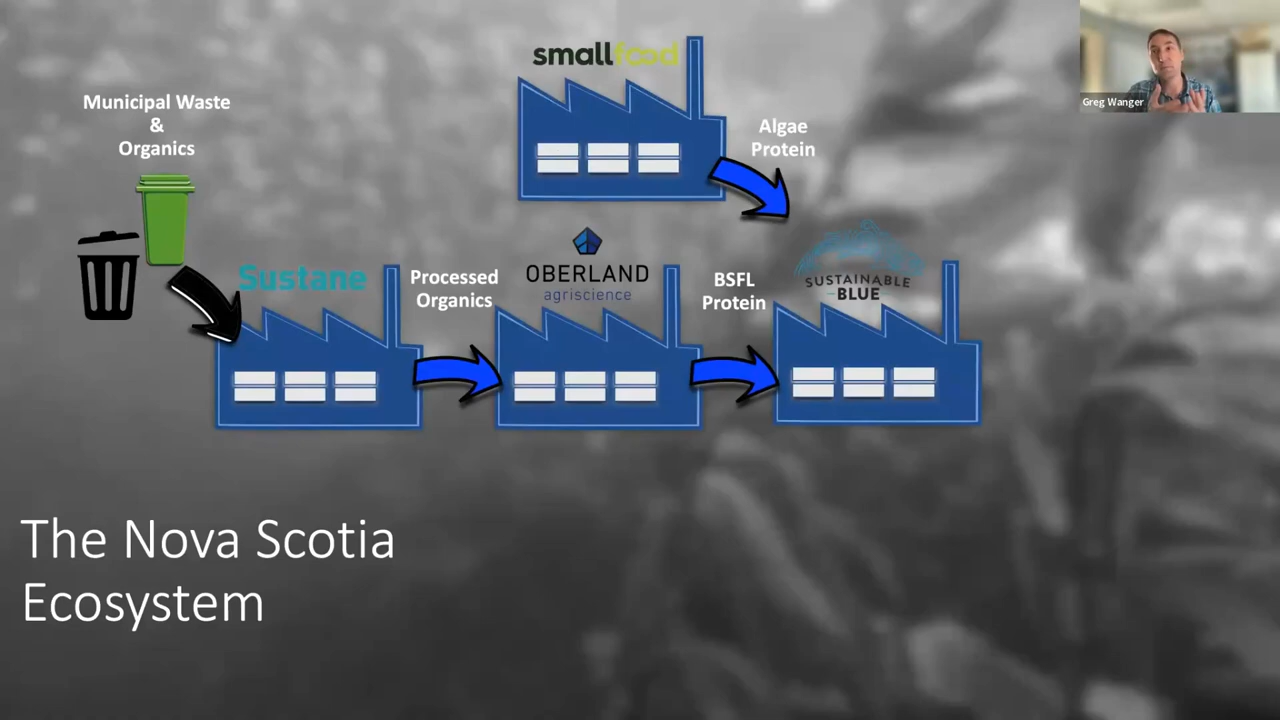 smallfood
Greg Wanger
Municipal Waste
&
Organics
Algae
Protein
Sustane
Processed
Organics
OBERLAND
agriscience
BSFL
Protein
SUSTAINABLE
BLUE
The Nova Scotia
Ecosystem